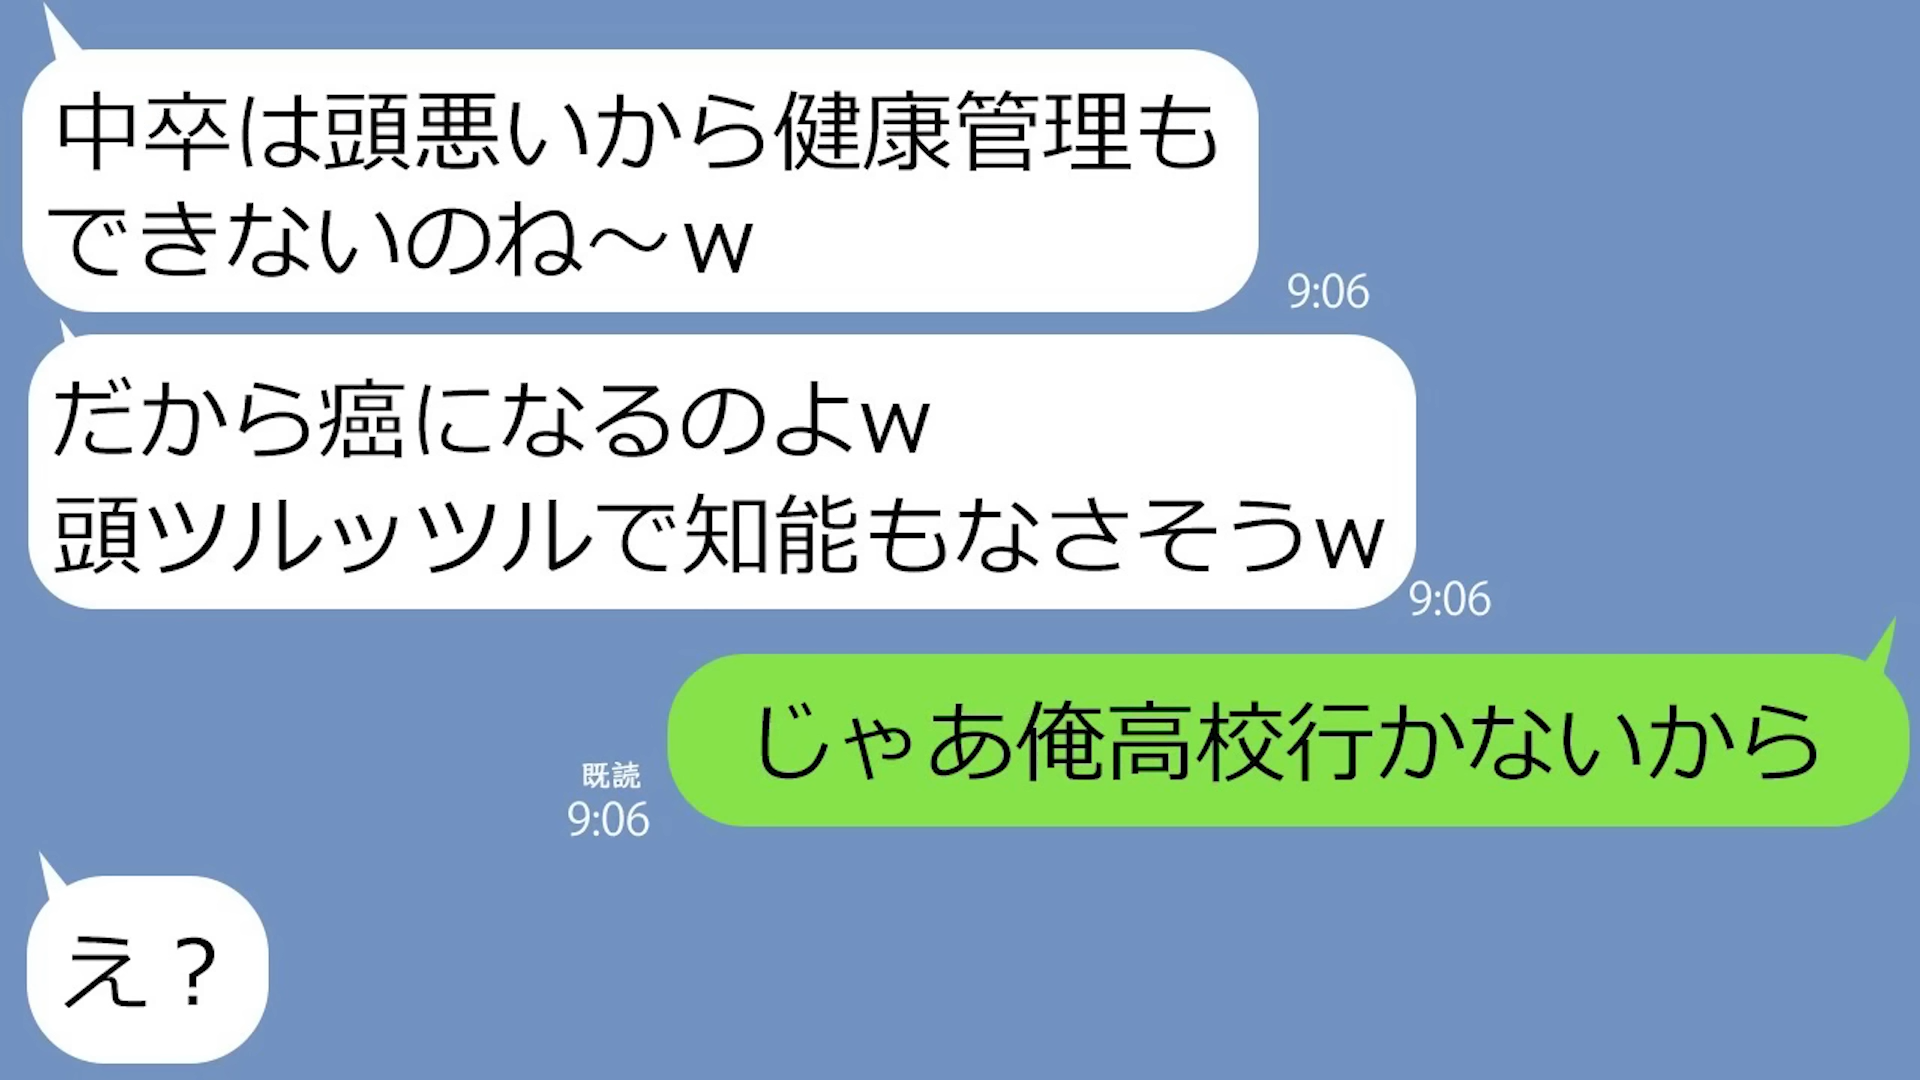 中卒は頭悪いから健康管理も
できないのね～ｗ
9:06
だから癌になるのよw
頭ツルッツルで知能もなさそうw
9:06
じゃあ俺高校行かないから
既読
9:06
え？